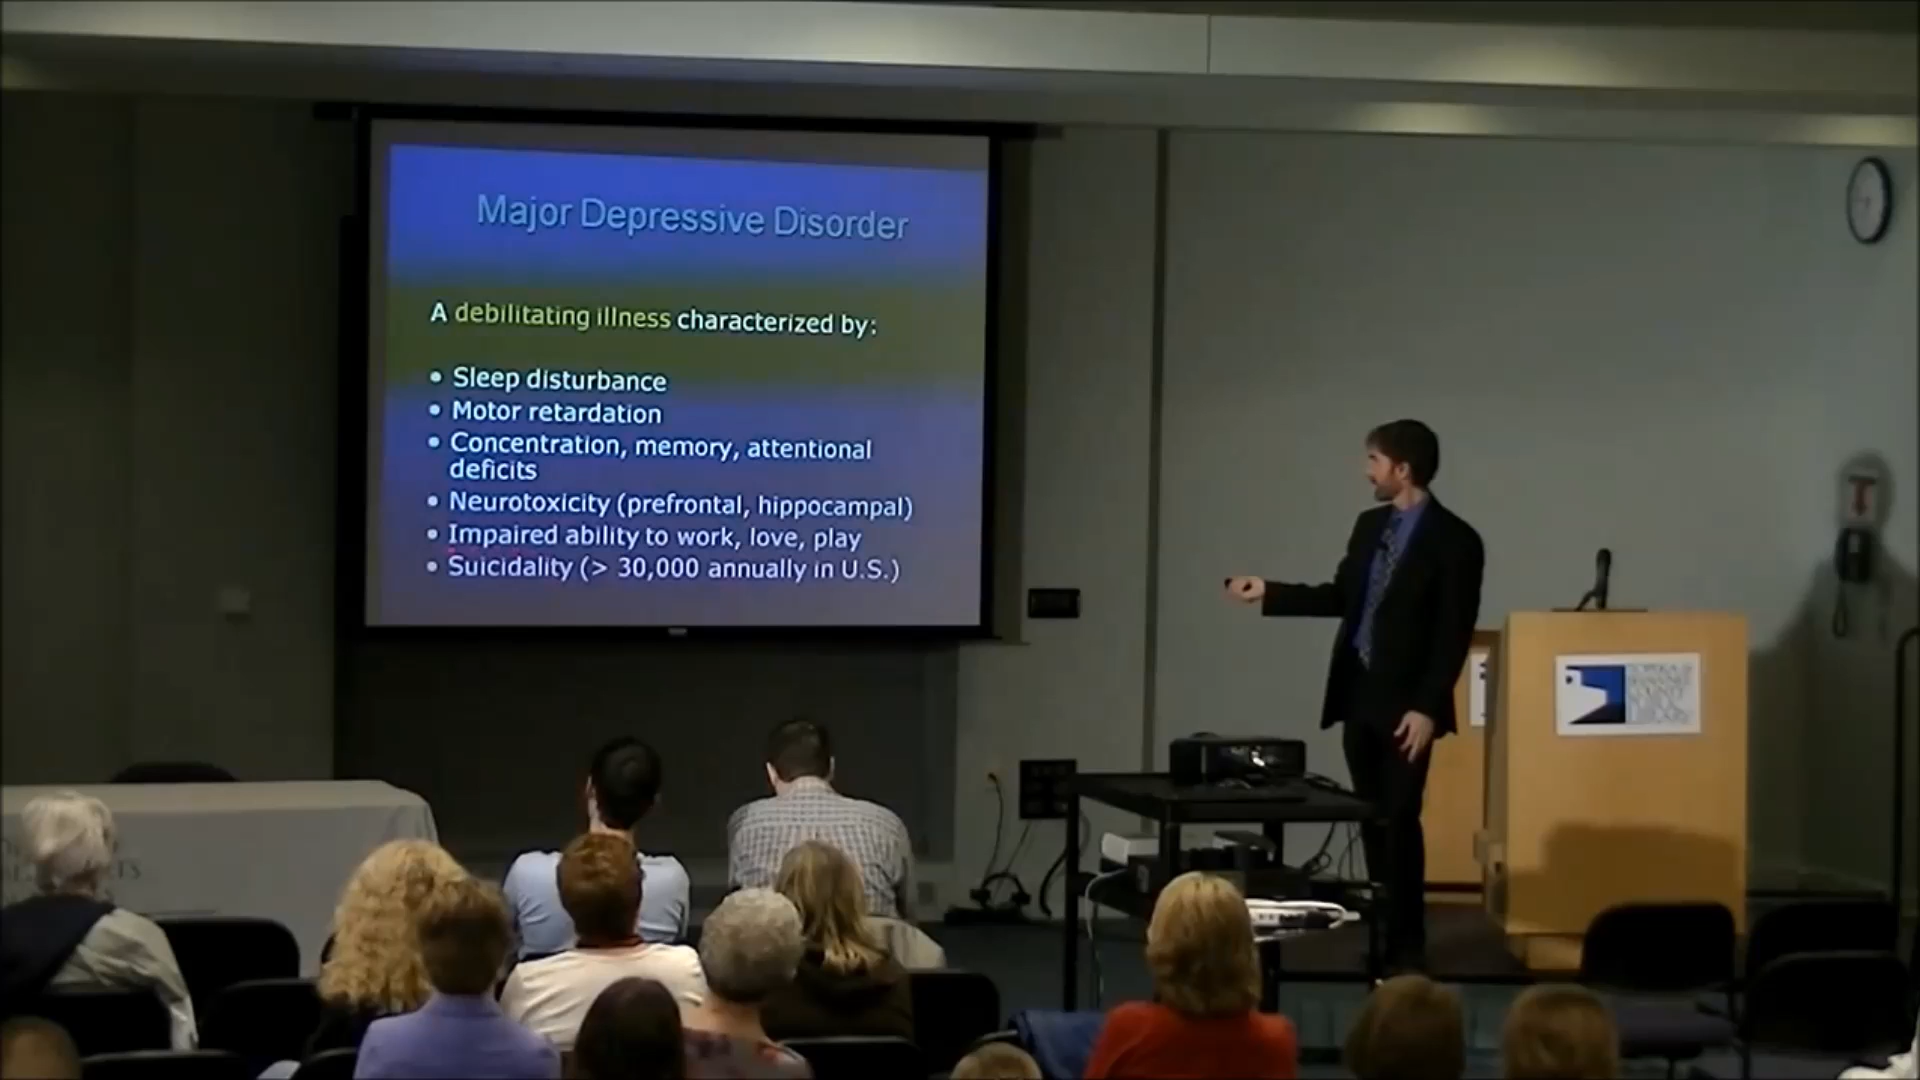 Major Depressive Disorder
A debilitating illness characterized by:
• Sleep disturbance
• Motor retardation
• Concentration, memory, attentional
deficits
• Neurotoxicity (prefrontal, hippocampal)
• Impaired ability to work, love, play
• Suicidality (> 30,000 annually in U.S.)